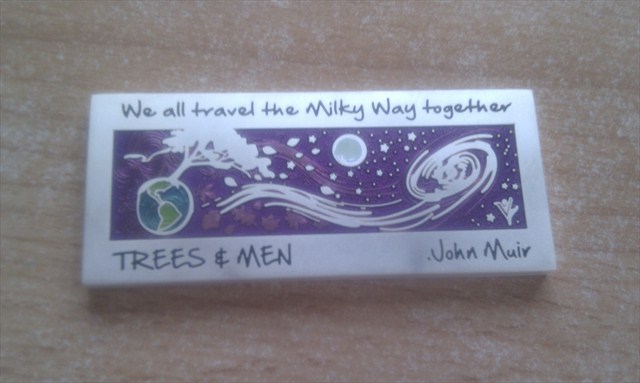 We all travel the Milky Way together
TREES & MEN
John Muir